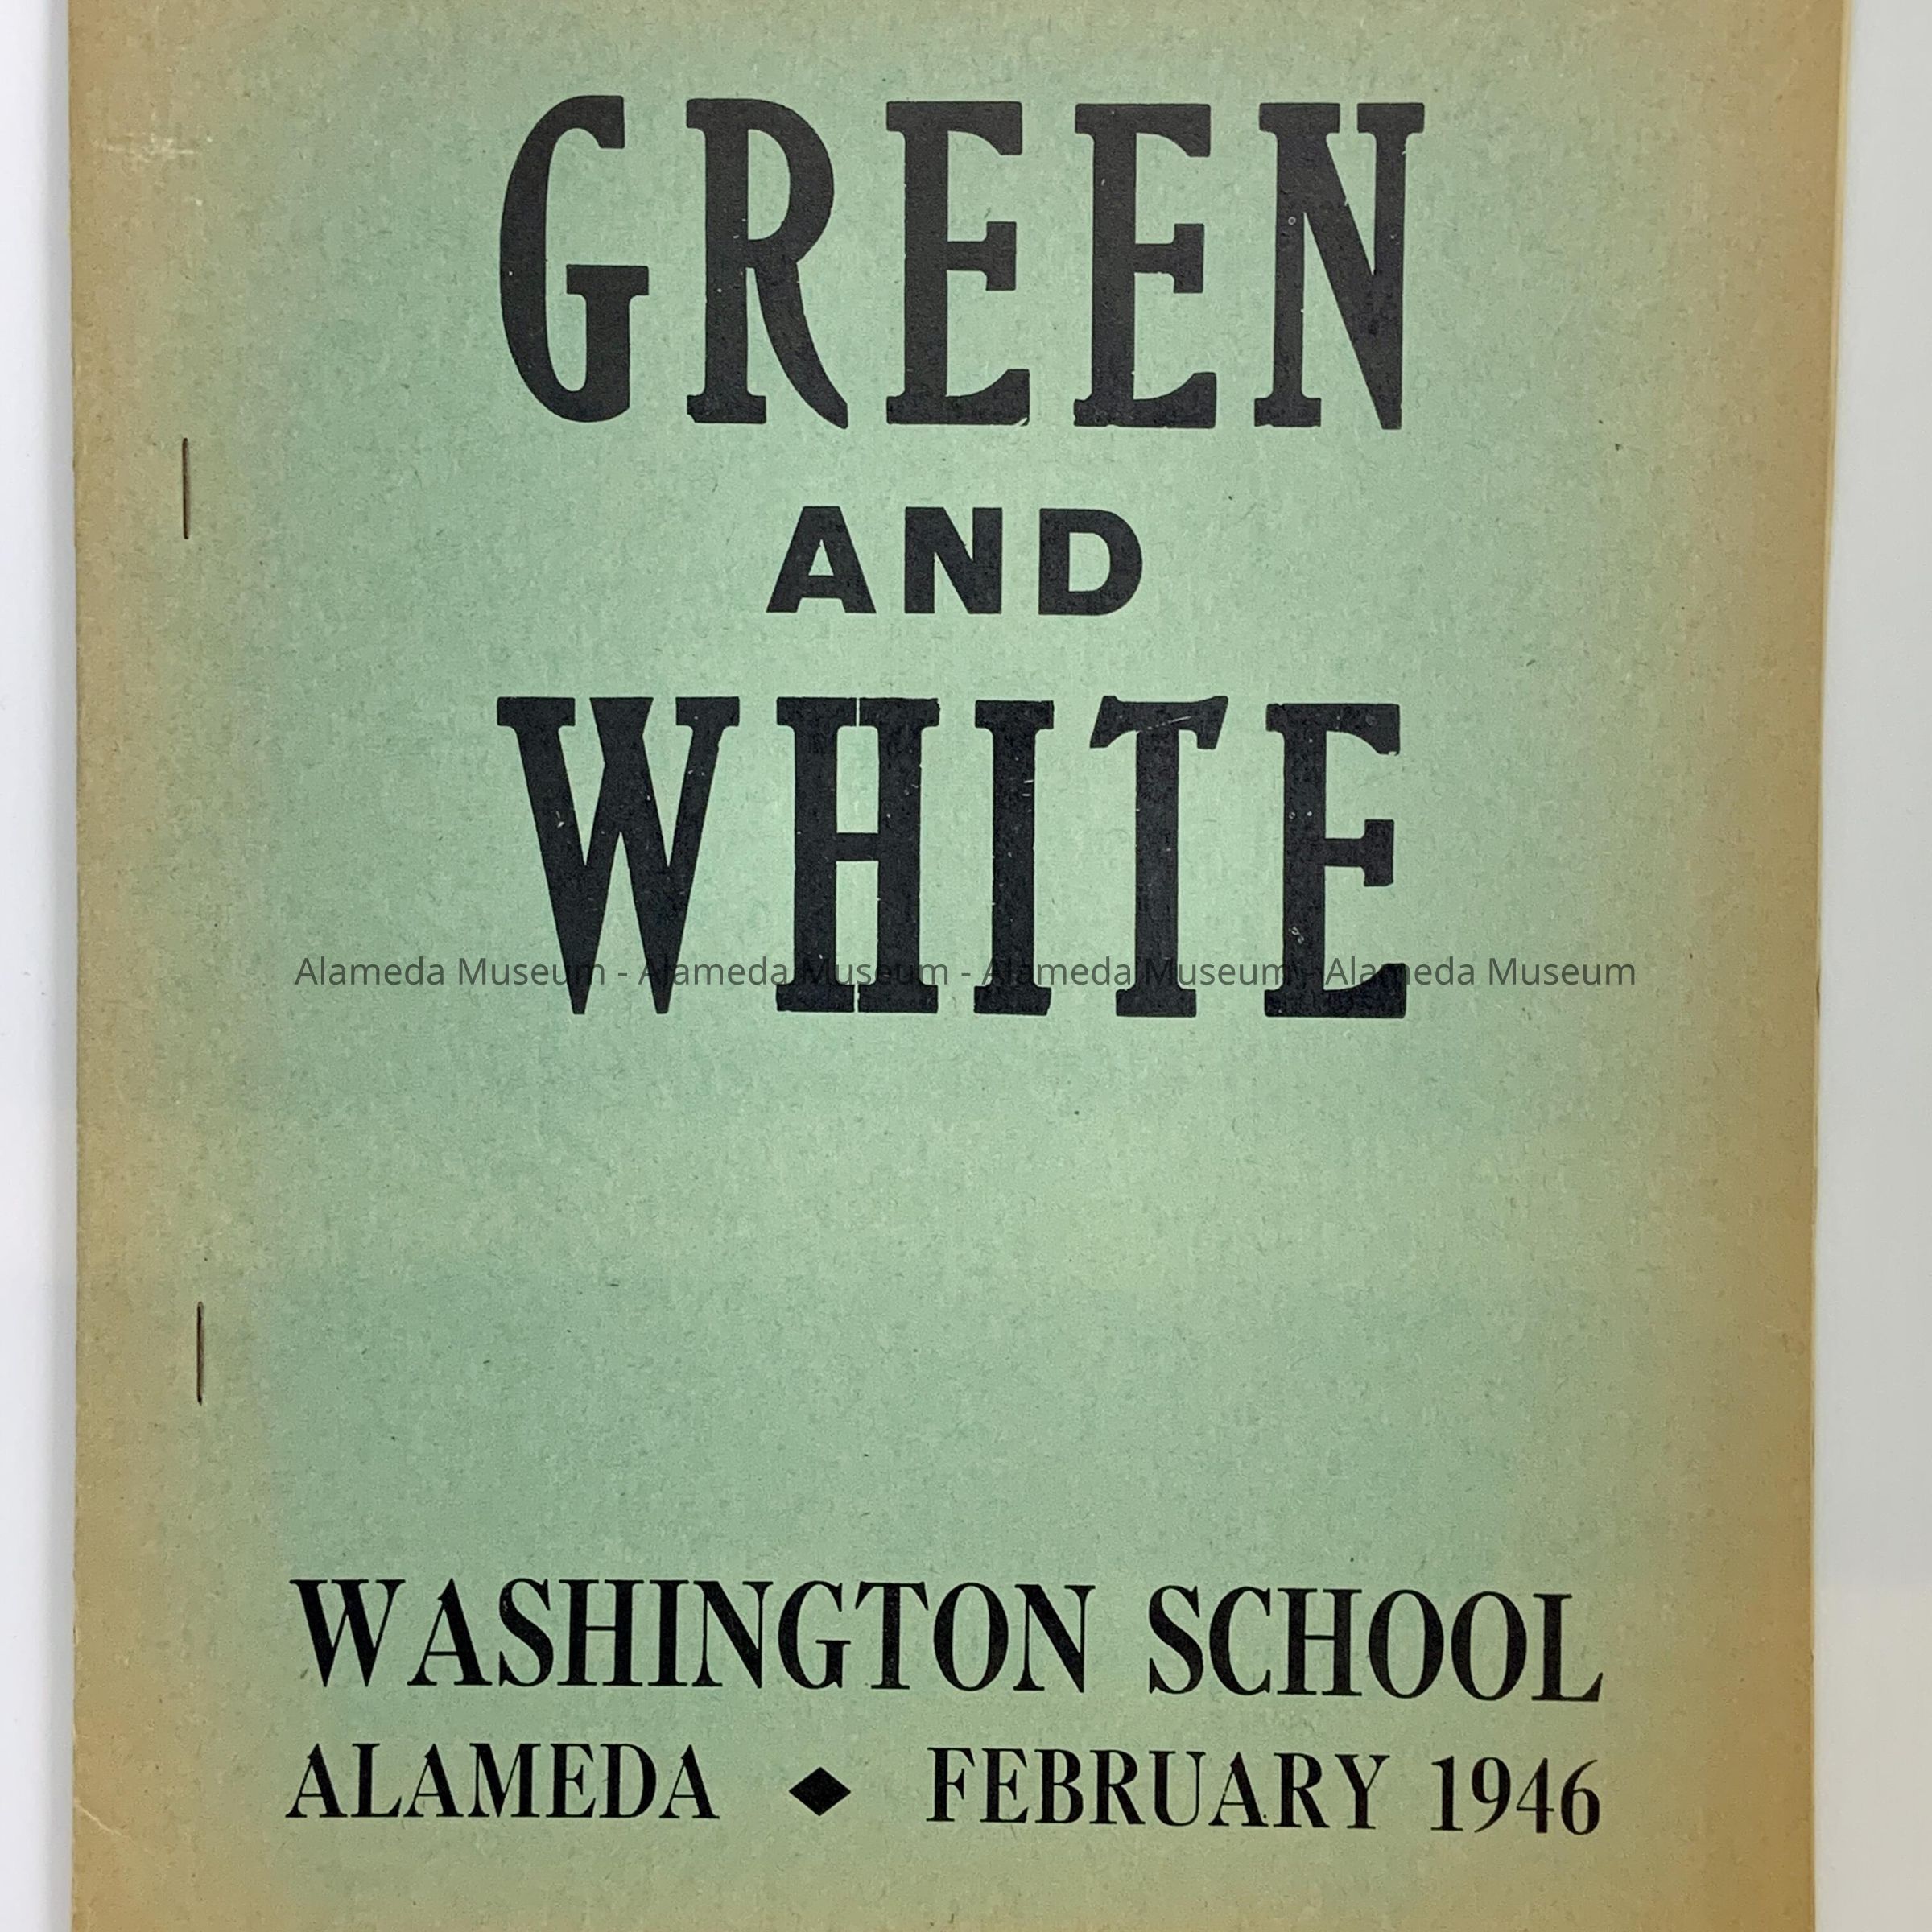 GREEN
AND
WHITE
Alameda Museum - Alameda Museum - Alameda Museum - Alameda Museum
WASHINGTON SCHOOL
ALAMEDA ◆ FEBRUARY 1946